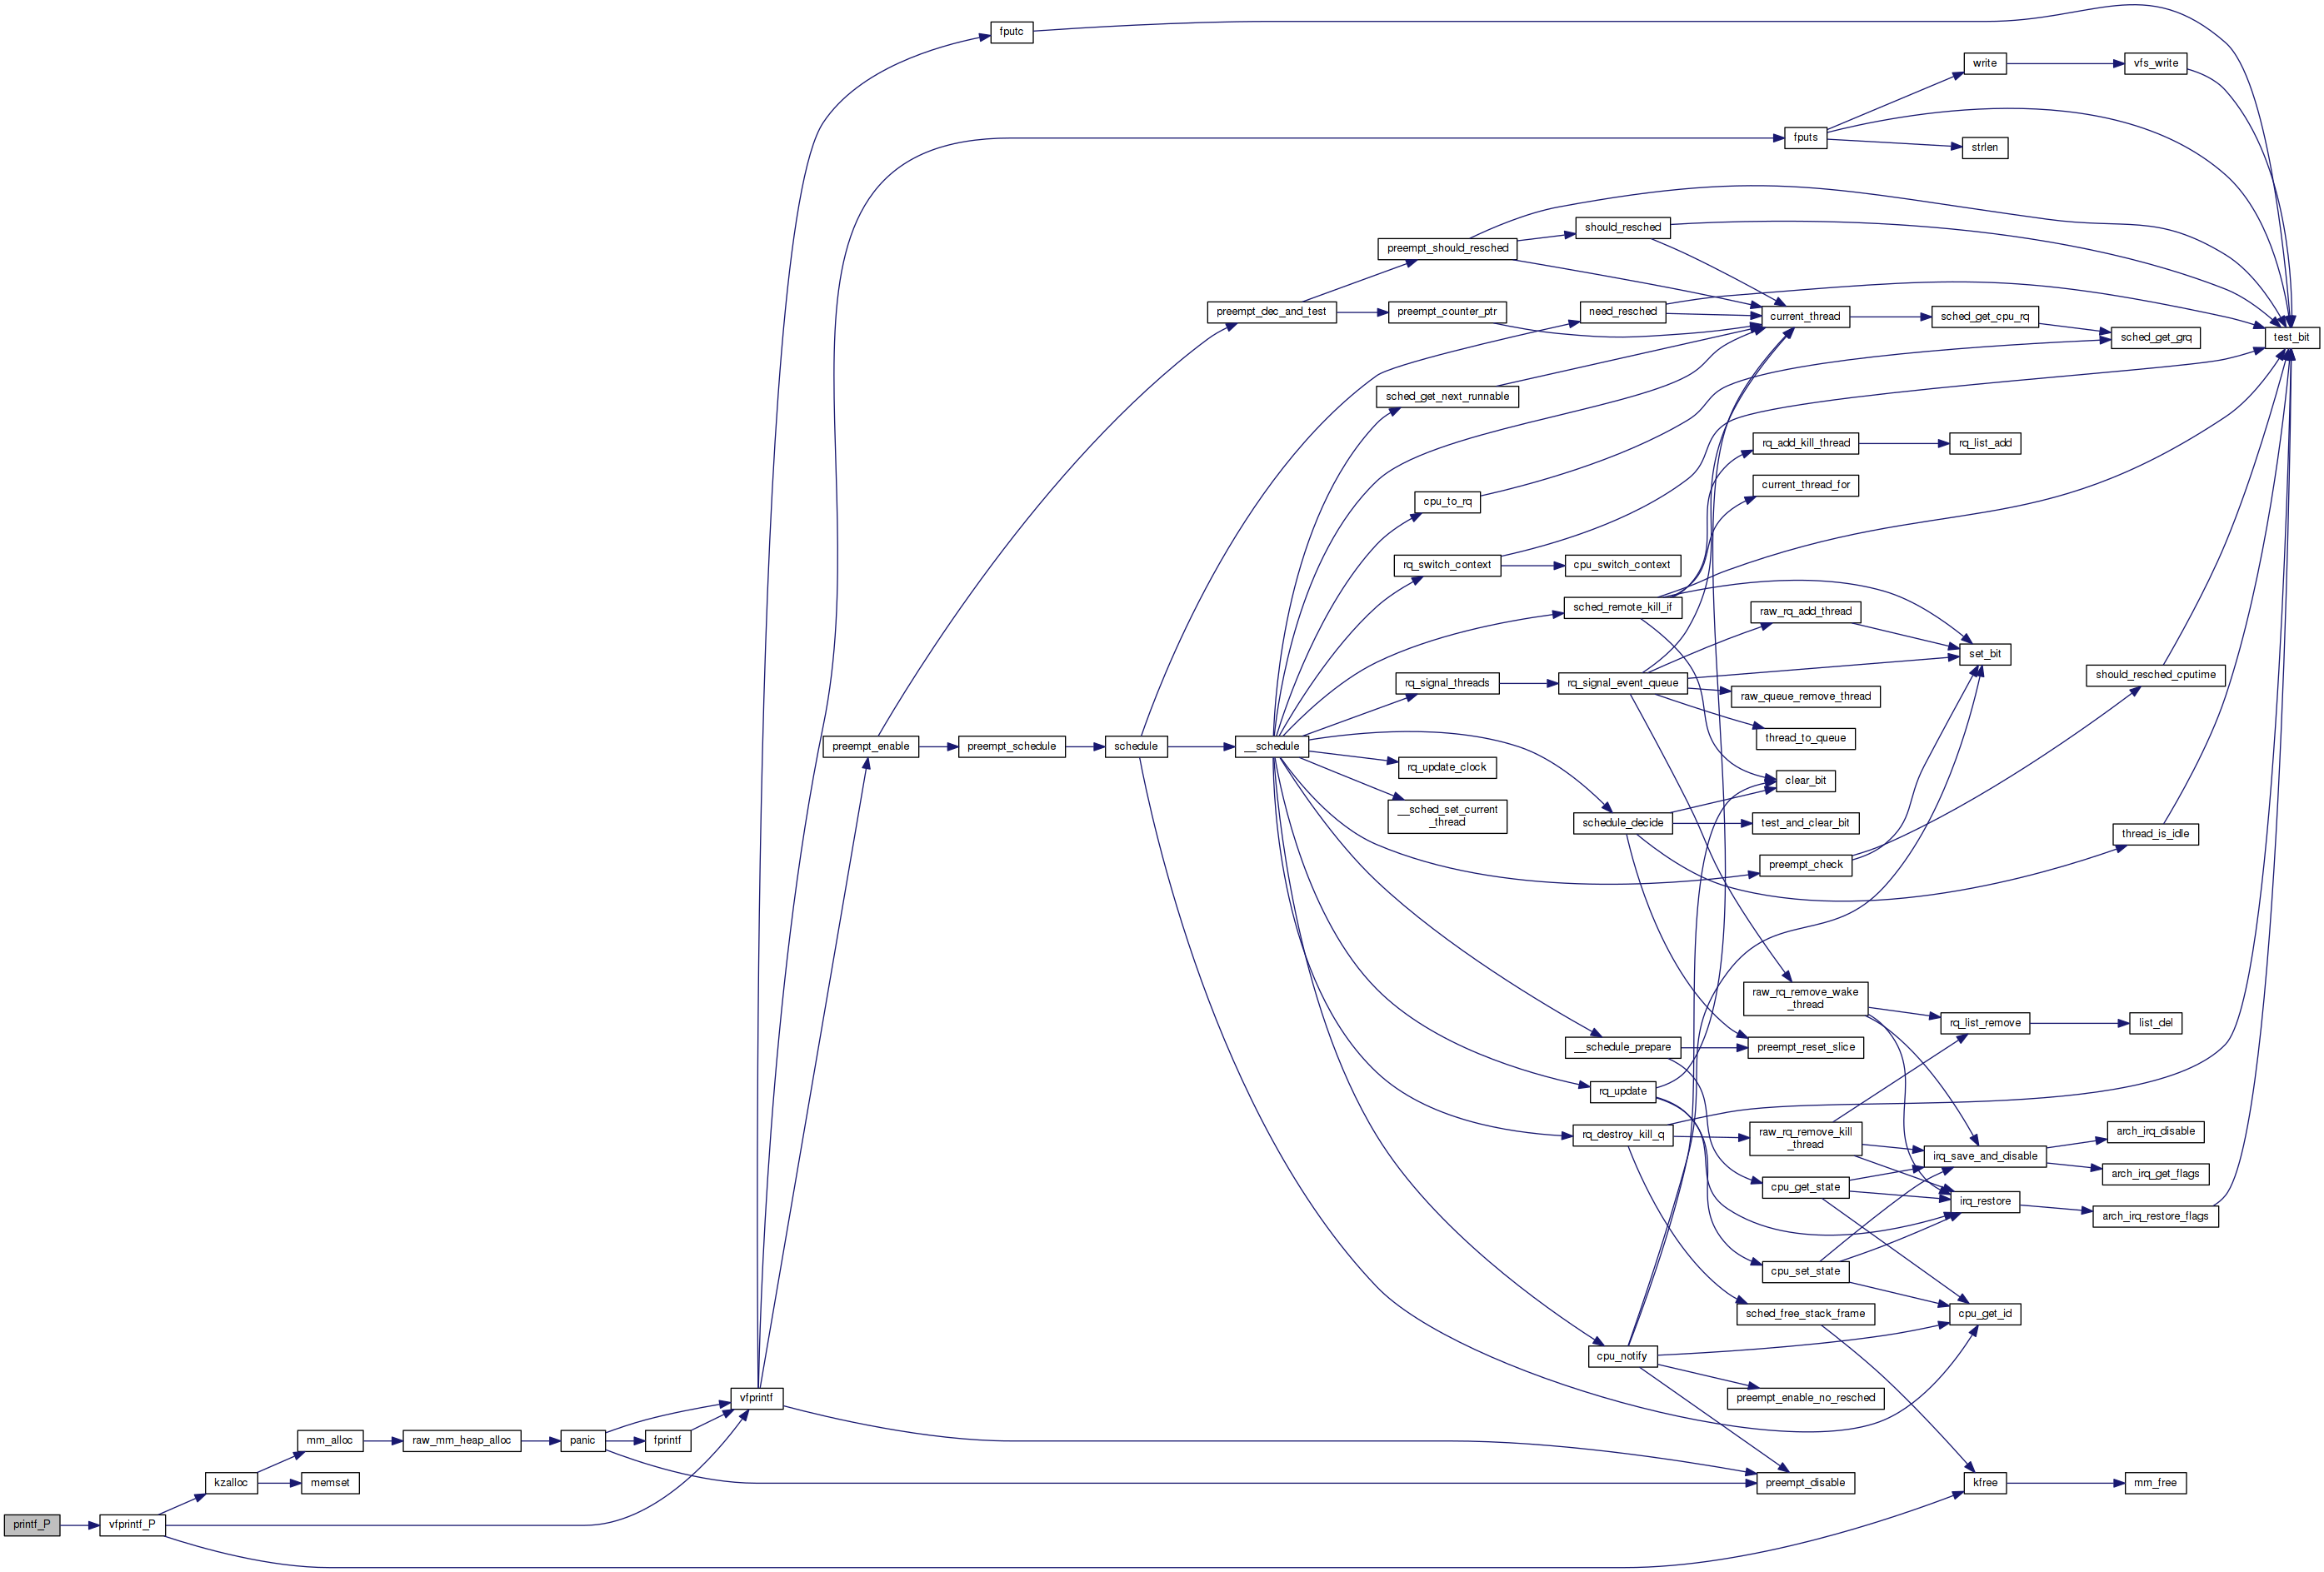 fputc
write
vfs_write
fputs
strlen
should_resched
preempt_should_resched
preempt_dec_and_test
preempt_counter_ptr
need_resched
current_thread
sched_get_cpu_rq
sched_get_grq
test_bit
sched_get_next_runnable
rq_add_kill_thread
rq_list_add
current_thread_for
cpu_to_rq
rq_switch_context
cpu_switch_context
sched_remote_kill_if
raw_rq_add_thread
set_bit
rq_signal_threads
rq_signal_event_queue
raw_queue_remove_thread
should_resched_cputime
thread_to_queue
preempt_enable
preempt_schedule
schedule
__schedule
rq_update_clock
clear_bit
__sched_set_current
_thread
schedule_decide
test_and_clear_bit
thread_is_idle
preempt_check
raw_rq_remove_wake
_thread
rq_list_remove
list_del
__schedule_prepare
preempt_reset_slice
rq_update
rq_destroy_kill_q
raw_rq_remove_kill
_thread
irq_save_and_disable
arch_irq_disable
arch_irq_get_flags
cpu_get_state
irq_restore
arch_irq_restore_flags
cpu_set_state
sched_free_stack_frame
cpu_get_id
cpu_notify
preempt_enable_no_resched
vfprintf
mm_alloc
raw_mm_heap_alloc
panic
fprintf
kzalloc
memset
preempt_disable
kfree
mm_free
printf_P
vfprintf_P